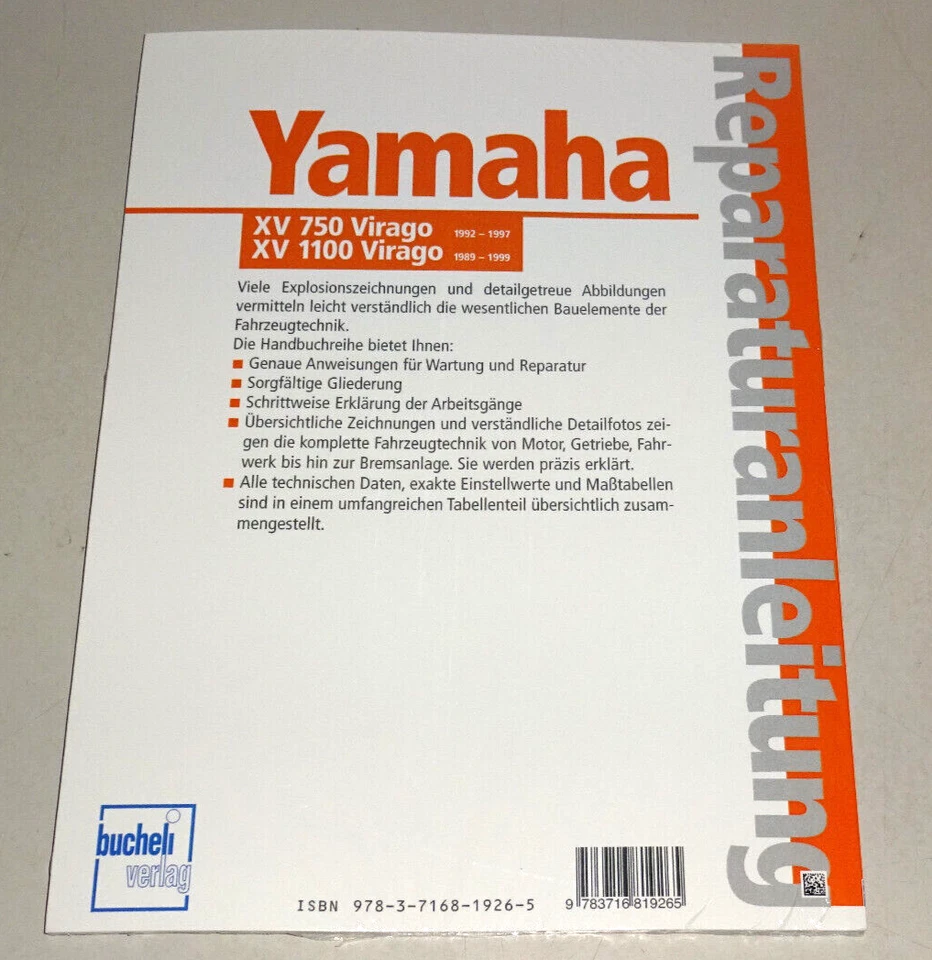 Yamaha
XV 750 Virago 1992 – 1997
XV 1100 Virago 1989 – 1999
Viele Explosionszeichnungen und detailgetreue Abbildungen
vermitteln leicht verständlich die wesentlichen Bauelemente der
Fahrzeugtechnik.
Die Handbuchreihe bietet Ihnen:
■ Genaue Anweisungen für Wartung und Reparatur
■ Sorgfältige Gliederung
■ Schrittweise Erklärung der Arbeitsgänge
■ Übersichtliche Zeichnungen und verständliche Detailfotos zei-
gen die komplette Fahrzeugtechnik von Motor, Getriebe, Fahr-
werk bis hin zur Bremsanlage. Sie werden präzis erklärt.
■ Alle technischen Daten, exakte Einstellwerte und Maßtabellen
sind in einem umfangreichen Tabellenteil übersichtlich zusam-
mengestellt.
Reparaturanleitung
bucheli
verlag
ISBN 978-3-7168-1926-5
9 783716 819265